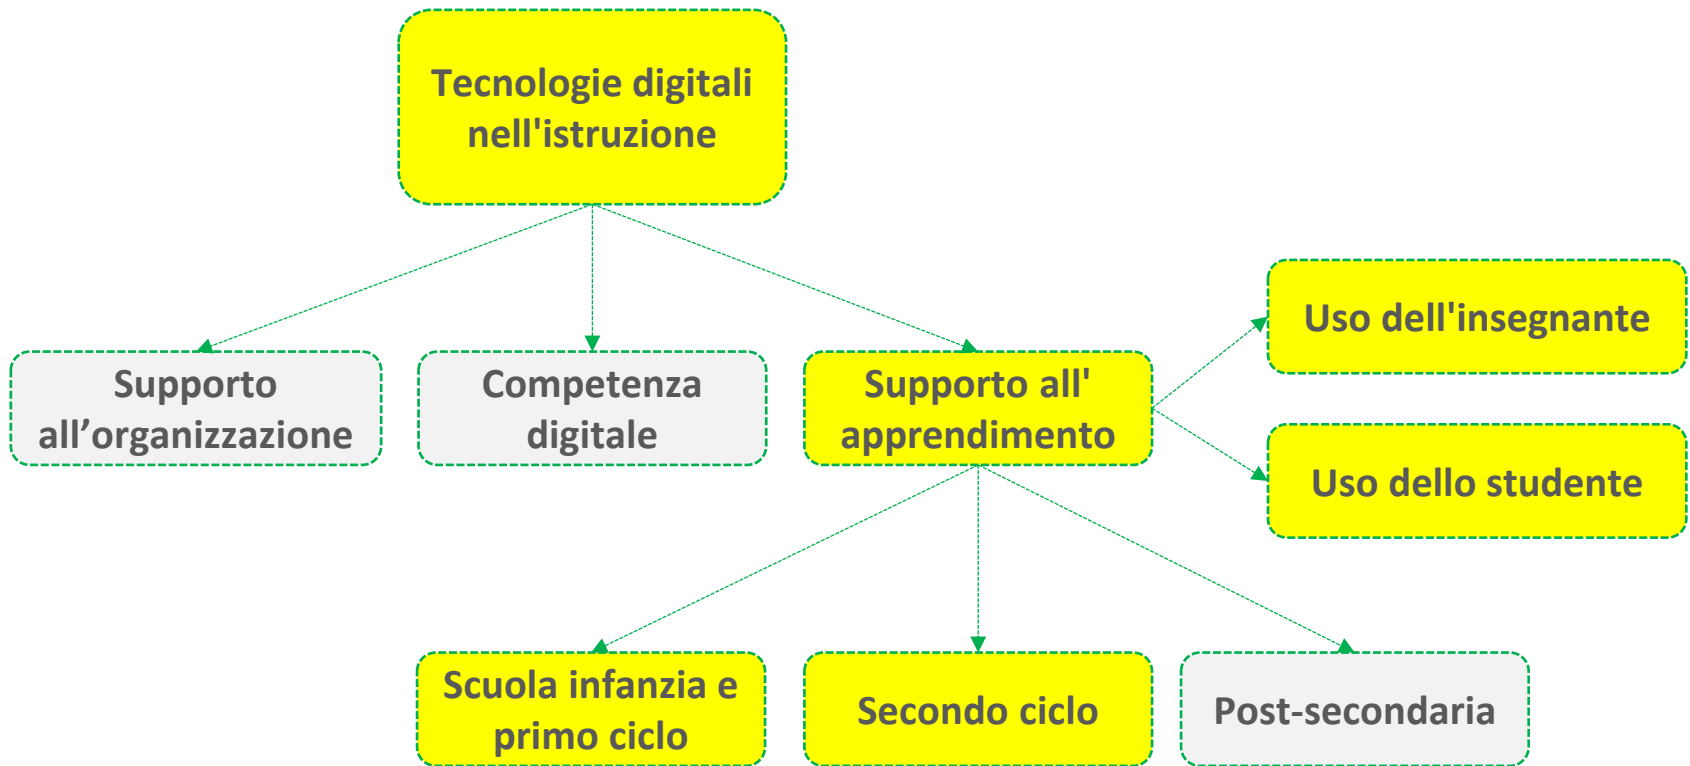 Tecnologie digitali
nell'istruzione
Supporto
all’organizzazione
Competenza
digitale
Supporto all'
apprendimento
Uso dell'insegnante
Uso dello studente
Scuola infanzia e
primo ciclo
Secondo ciclo
Post-secondaria